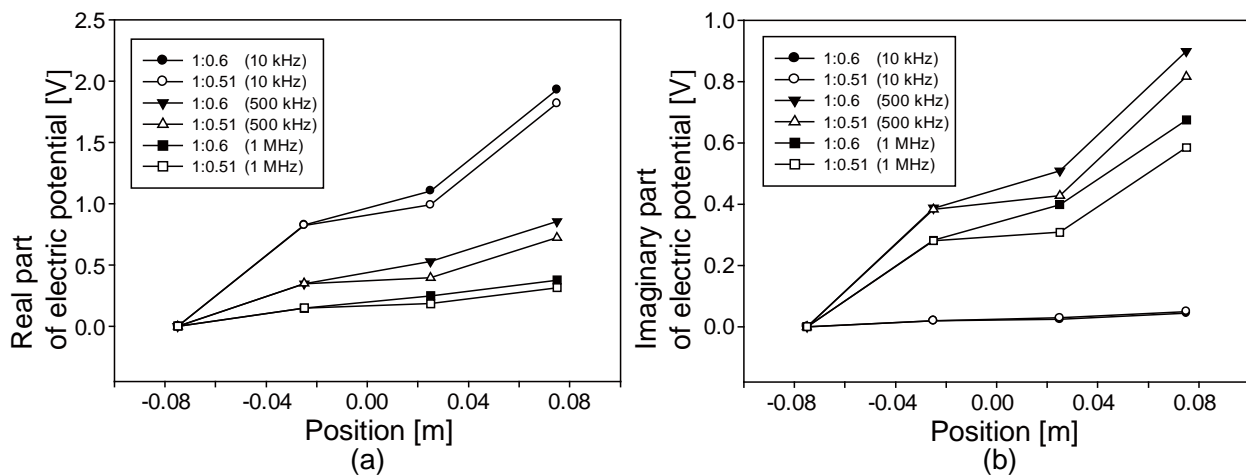 2.5
2.0
1.5
1.0
0.5
0.0
Real part
of electric potential [V]
1:0.6 (10 kHz)
1:0.51 (10 kHz)
1:0.6 (500 kHz)
1:0.51 (500 kHz)
1:0.6 (1 MHz)
1:0.51 (1 MHz)
-0.08 -0.04 0.00 0.04 0.08
Position [m]
(a)
1.0
0.8
0.6
0.4
0.2
0.0
Imaginary part
of electric potential [V]
1:0.6 (10 kHz)
1:0.51 (10 kHz)
1:0.6 (500 kHz)
1:0.51 (500 kHz)
1:0.6 (1 MHz)
1:0.51 (1 MHz)
-0.08 -0.04 0.00 0.04 0.08
Position [m]
(b)